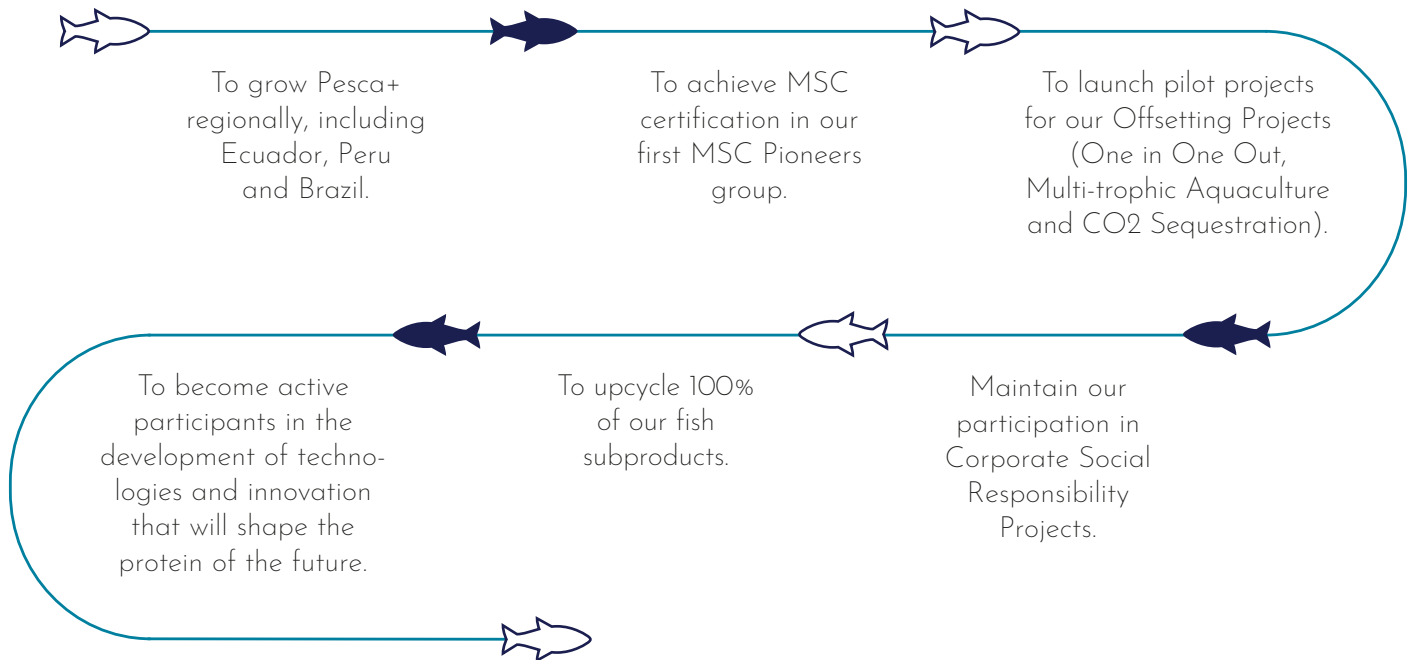 To grow Pesca+
regionally, including
Ecuador, Peru
and Brazil.
To achieve MSC
certification in our
first MSC Pioneers
group.
To launch pilot projects
for our Offsetting Projects
(One in One Out,
Multi-trophic Aquaculture
and CO2 Sequestration).
Maintain our
participation in
Corporate Social
Responsibility
Projects.
To upcycle 100%
of our fish
subproducts.
To become active
participants in the
development of techno-
logies and innovation
that will shape the
protein of the future.